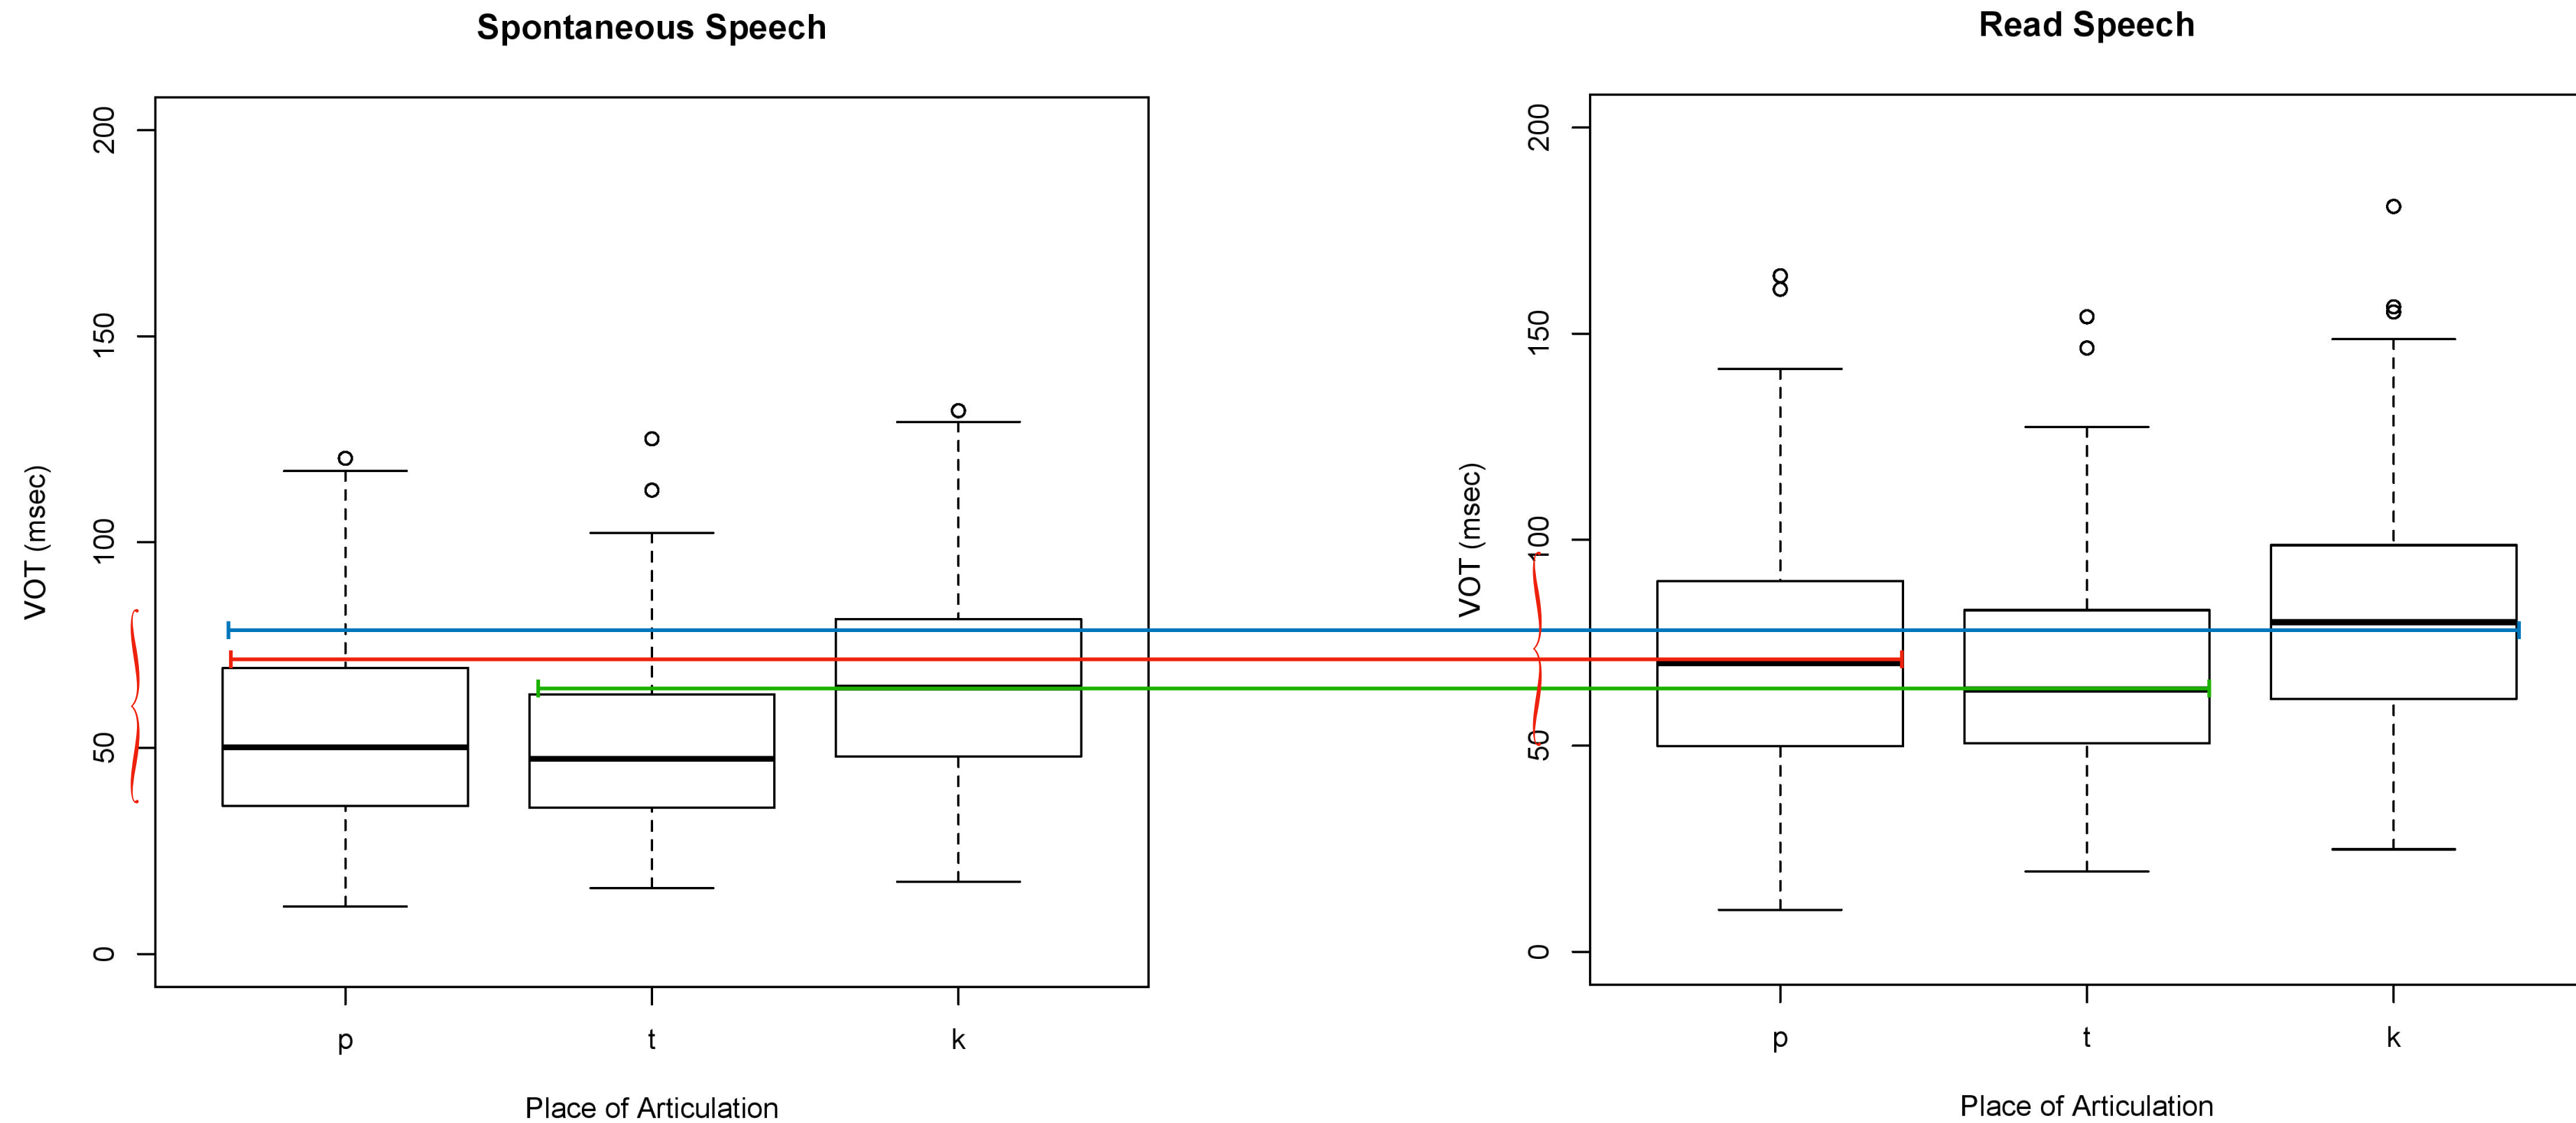 Spontaneous Speech
VOT (msec)
200
150
100
50
0
p t k
Place of Articulation
Read Speech
VOT (msec)
200
150
100
50
0
p t k
Place of Articulation